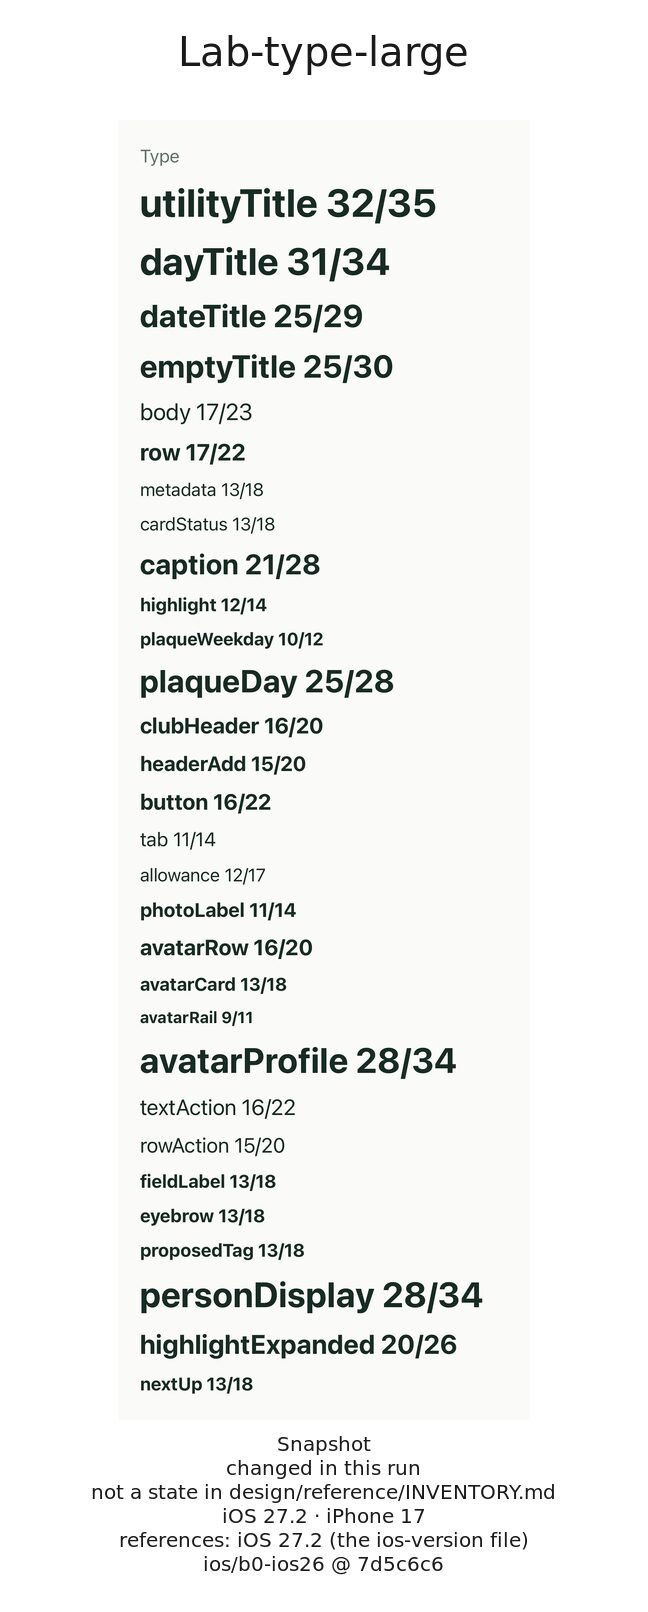 Lab-type-large
Type
utilityTitle 32/35
dayTitle 31/34
dateTitle 25/29
emptyTitle 25/30
body 17/23
row 17/22
metadata 13/18
cardStatus 13/18
caption 21/28
highlight 12/14
plaqueWeekday 10/12
plaqueDay 25/28
clubHeader 16/20
headerAdd 15/20
button 16/22
tab 11/14
allowance 12/17
photoLabel 11/14
avatarRow 16/20
avatarCard 13/18
avatarRail 9/11
avatarProfile 28/34
textAction 16/22
rowAction 15/20
fieldLabel 13/18
eyebrow 13/18
proposedTag 13/18
personDisplay 28/34
highlightExpanded 20/26
nextUp 13/18
Snapshot
changed in this run
not a state in design/reference/INVENTORY.md
iOS 27.2 · iPhone 17
references: iOS 27.2 (the ios-version file)
ios/b0-ios26 @ 7d5c6c6